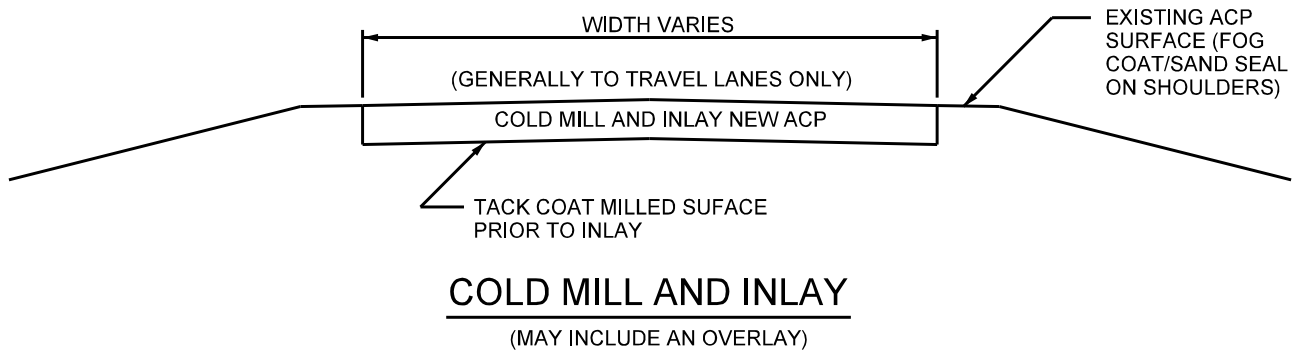 WIDTH VARIES
(GENERALLY TO TRAVEL LANES ONLY)
COLD MILL AND INLAY NEW ACP
EXISTING ACP
SURFACE (FOG
COAT/SAND SEAL
ON SHOULDERS)
TACK COAT MILLED SUFACE
PRIOR TO INLAY
COLD MILL AND INLAY
(MAY INCLUDE AN OVERLAY)